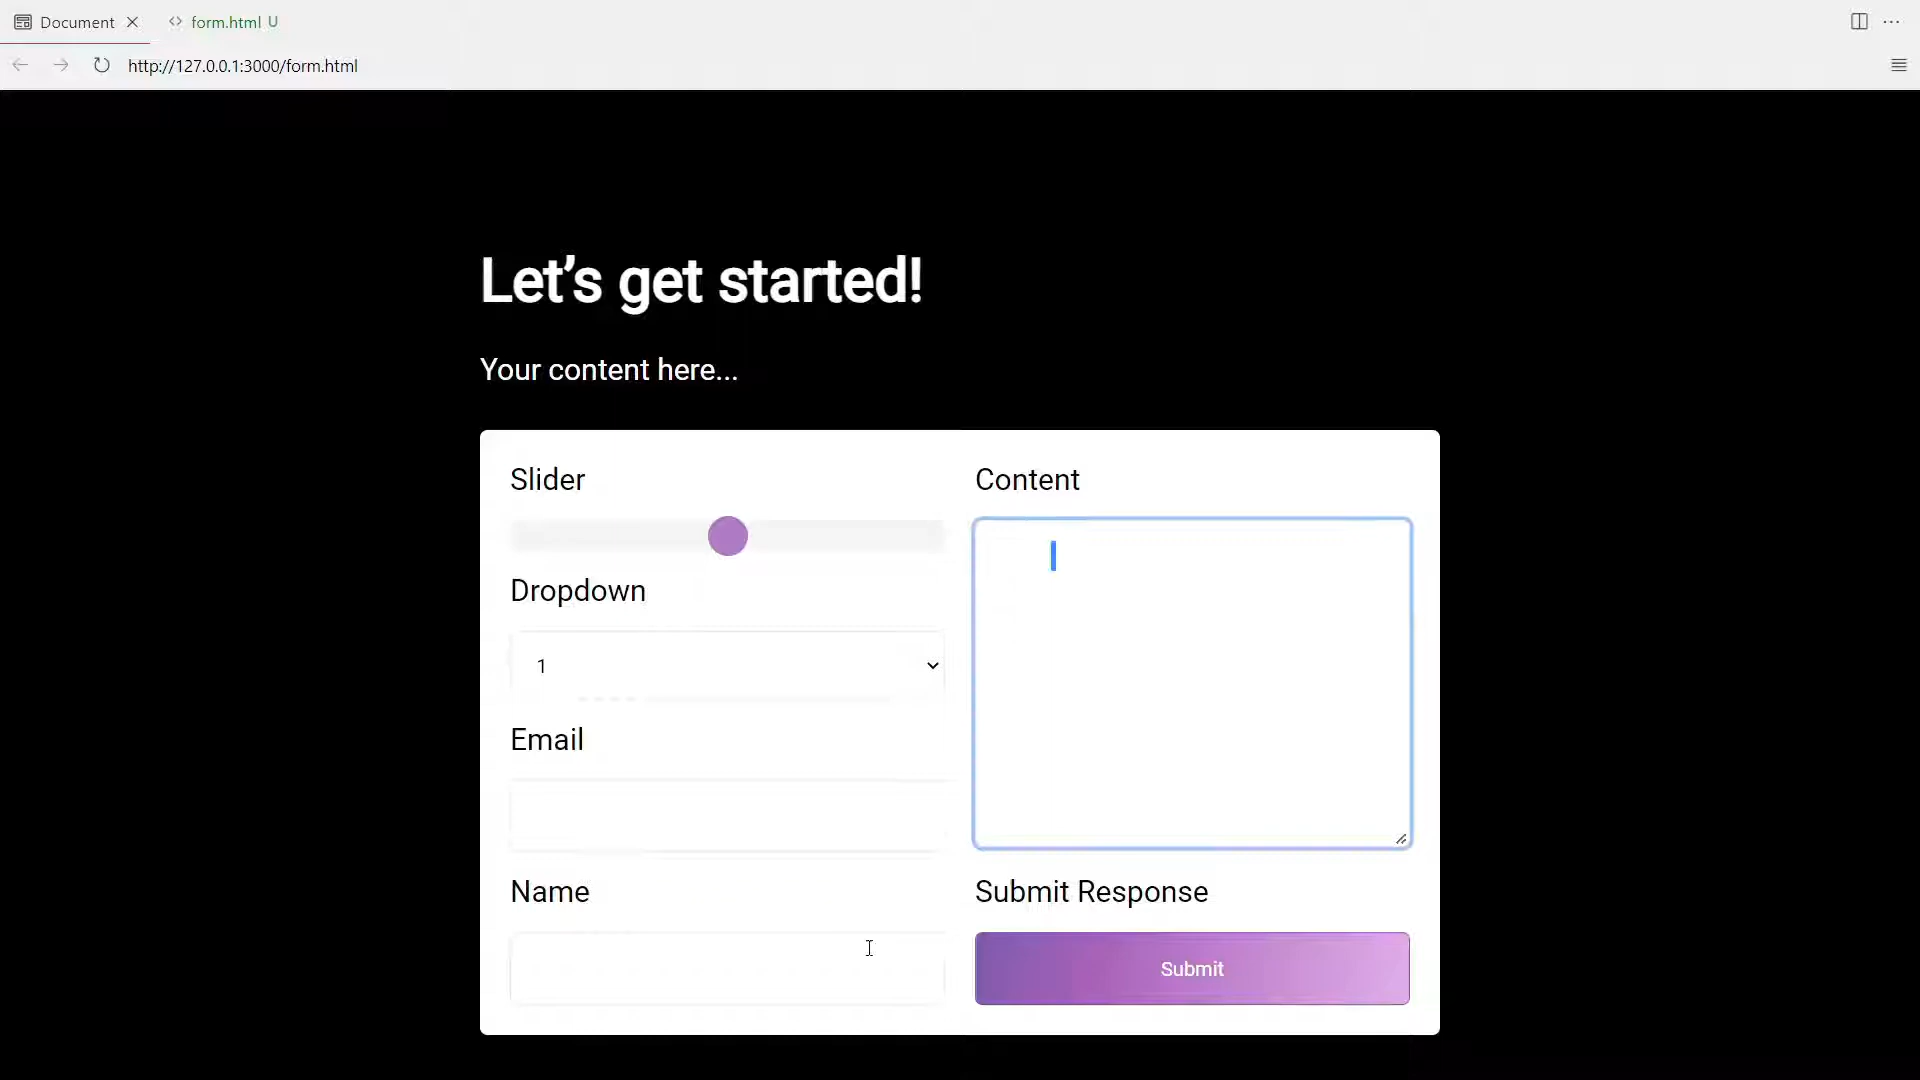 Document
form.html U
http://127.0.0.1:3000/form.html
Let’s get started!
Your content here...
Slider
Dropdown
1
Email
Name
Content
Submit Response
Submit